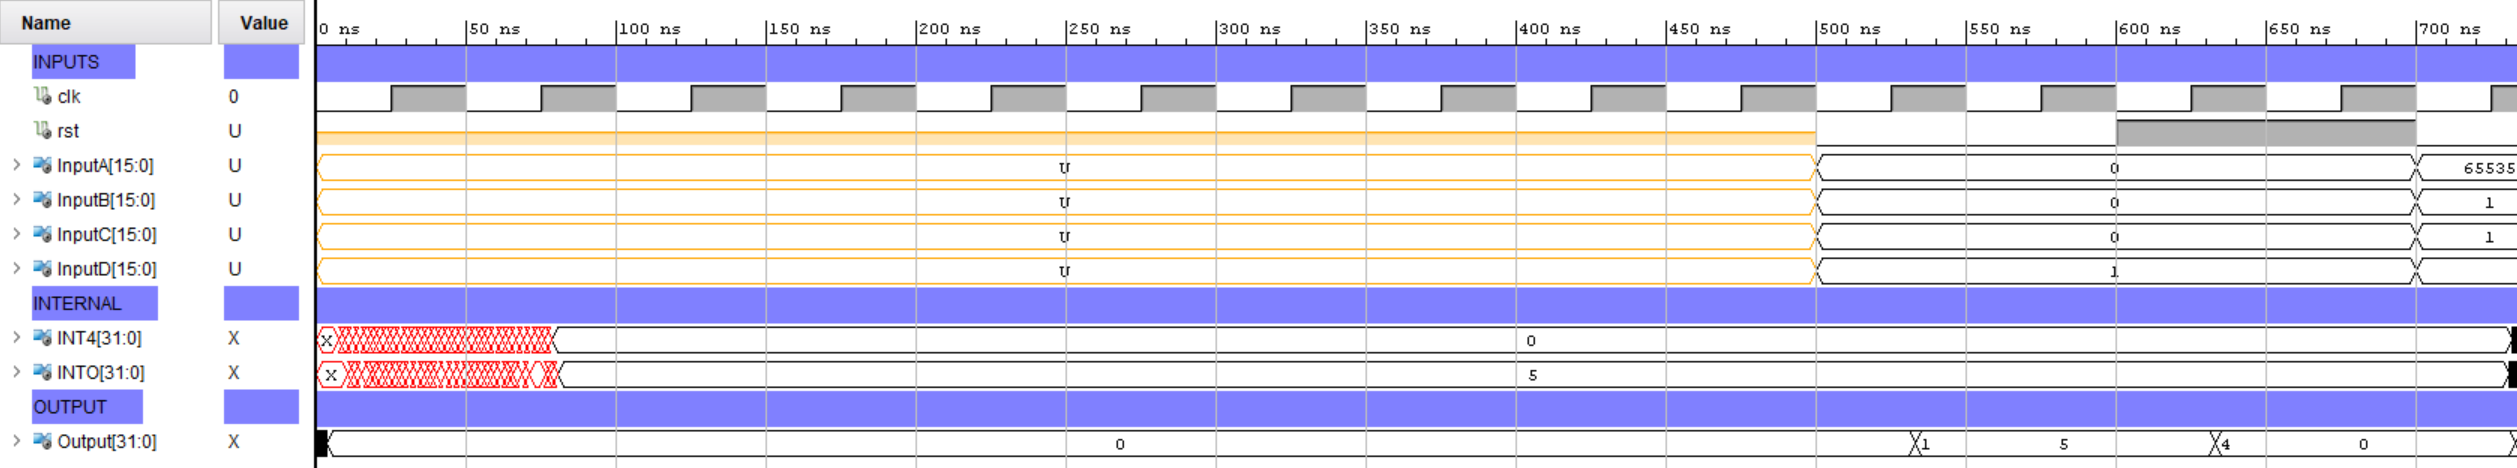 Name Value 0 ns 50 ns 100 ns 150 ns 200 ns 250 ns 300 ns 350 ns 400 ns 450 ns 500 ns 550 ns 600 ns 650 ns 700 ns
INPUTS
clk 0
rst U
InputA[15:0] U U 0 65535
InputB[15:0] U U 0 1
InputC[15:0] U U 0 1
InputD[15:0] U U 1
INTERNAL
INT4[31:0] X X 0
INTO[31:0] X X 5
OUTPUT
Output[31:0] X 0 1 5 4 0